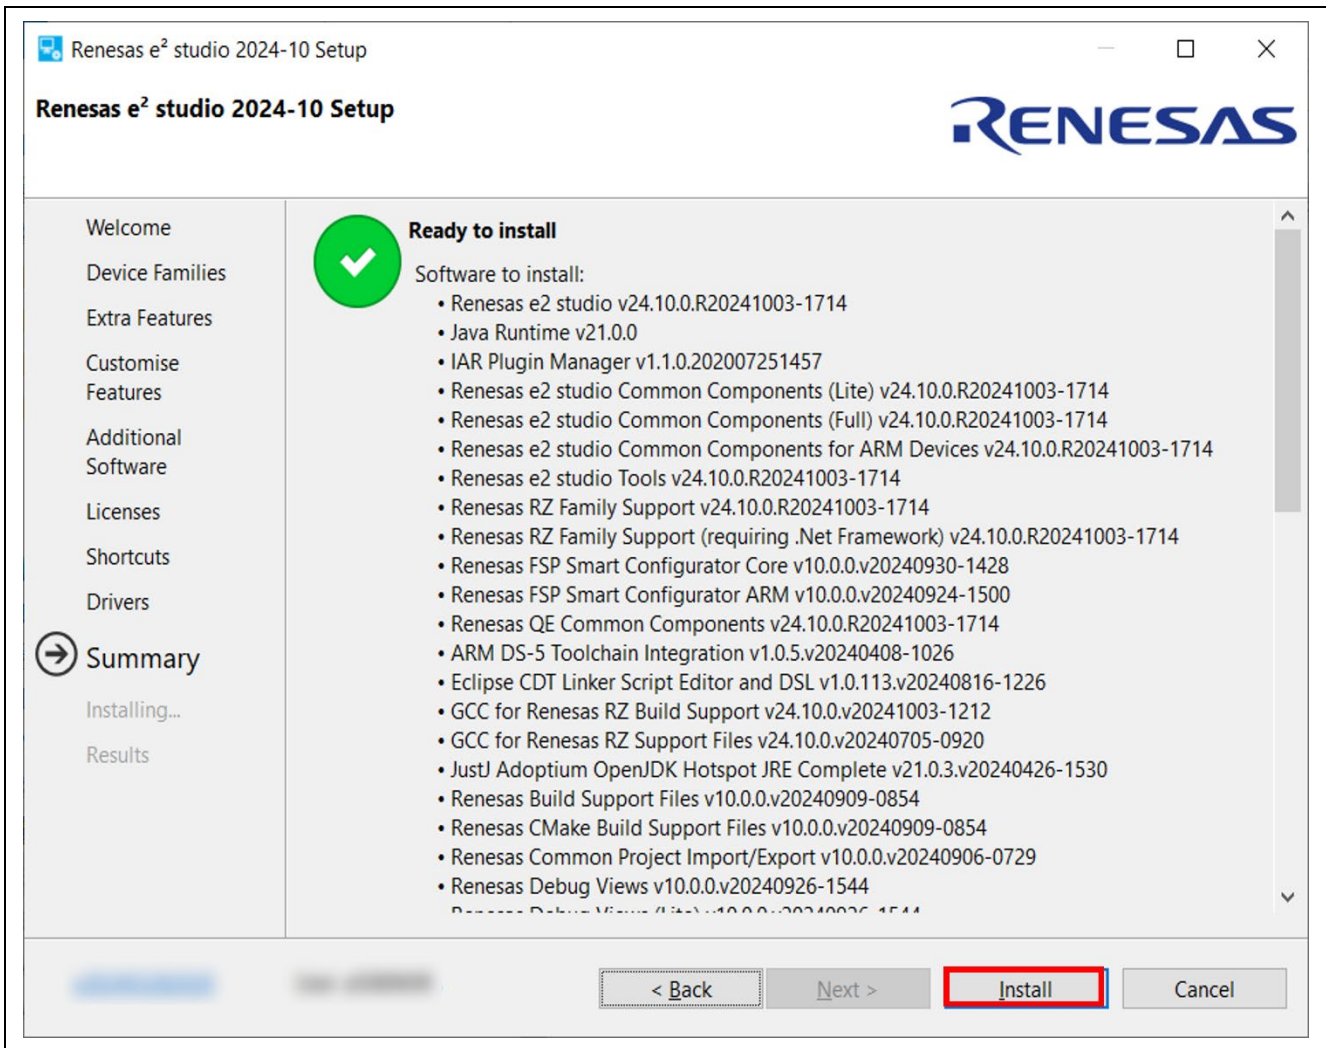 Renesas e² studio 2024-10 Setup
Renesas e² studio 2024-10 Setup
RENESAS
Welcome
Device Families
Extra Features
Customise
Features
Additional
Software
Licenses
Shortcuts
Drivers
Summary
Installing...
Results
Ready to install
Software to install:
• Renesas e2 studio v24.10.0.R20241003-1714
• Java Runtime v21.0.0
• IAR Plugin Manager v1.1.0.202007251457
• Renesas e2 studio Common Components (Lite) v24.10.0.R20241003-1714
• Renesas e2 studio Common Components (Full) v24.10.0.R20241003-1714
• Renesas e2 studio Common Components for ARM Devices v24.10.0.R20241003-1714
• Renesas e2 studio Tools v24.10.0.R20241003-1714
• Renesas RZ Family Support v24.10.0.R20241003-1714
• Renesas RZ Family Support (requiring .Net Framework) v24.10.0.R20241003-1714
• Renesas FSP Smart Configurator Core v10.0.0.v20240930-1428
• Renesas FSP Smart Configurator ARM v10.0.0.v20240924-1500
• Renesas QE Common Components v24.10.0.R20241003-1714
• ARM DS-5 Toolchain Integration v1.0.5.v20240408-1026
• Eclipse CDT Linker Script Editor and DSL v1.0.113.v20240816-1226
• GCC for Renesas RZ Build Support v24.10.0.v20241003-1212
• GCC for Renesas RZ Support Files v24.10.0.v20240705-0920
• JustJ Adoptium OpenJDK Hotspot JRE Complete v21.0.3.v20240426-1530
• Renesas Build Support Files v10.0.0.v20240909-0854
• Renesas CMake Build Support Files v10.0.0.v20240909-0854
• Renesas Common Project Import/Export v10.0.0.v20240906-0729
• Renesas Debug Views v10.0.0.v20240926-1544
• Renesas Debug Views (Lite) v10.0.0.v20240926-1544
< Back
Next >
Install
Cancel